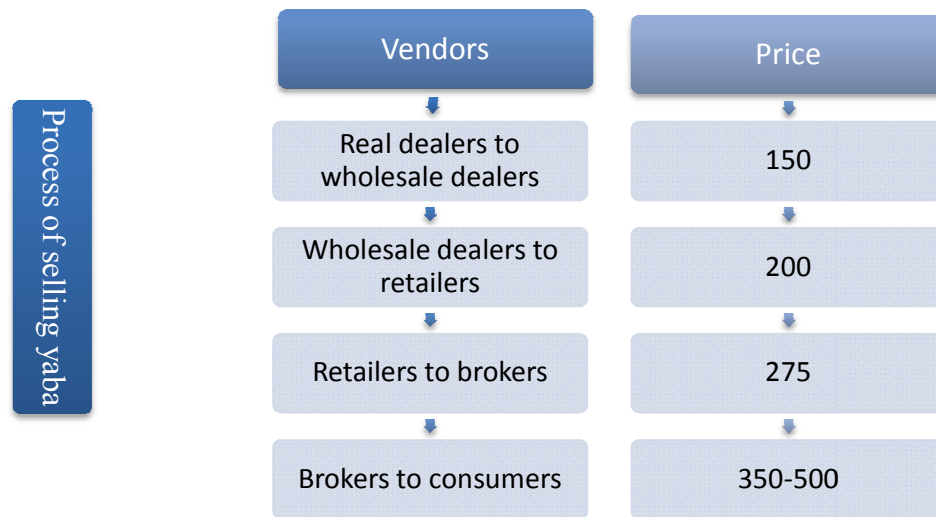 Process of selling yaba
Vendors
Price
Real dealers to
wholesale dealers
150
Wholesale dealers to
retailers
200
Retailers to brokers
275
Brokers to consumers
350-500